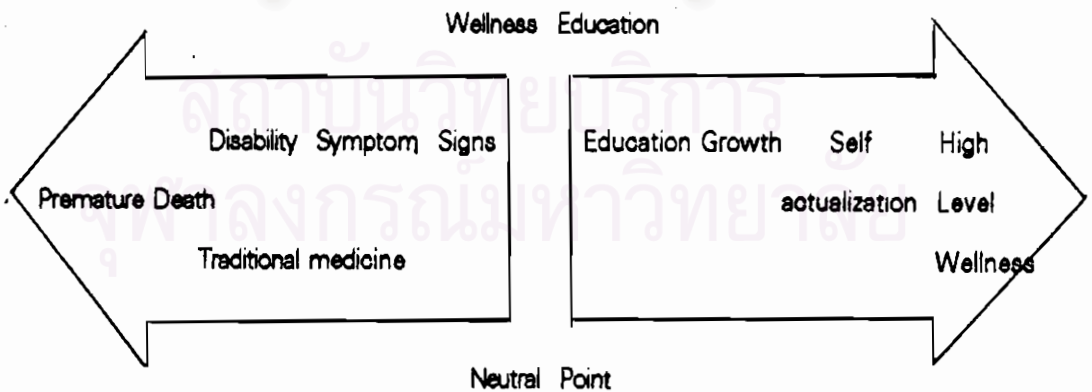 Wellness Education
สถาบันวิทยบริการ
Disability Symptom Signs Education Growth Self High
Premature Death actualization Level
จุฬาลงกรณ์มหาวิทยาลัย
Traditional medicine Wellness
Neutral Point